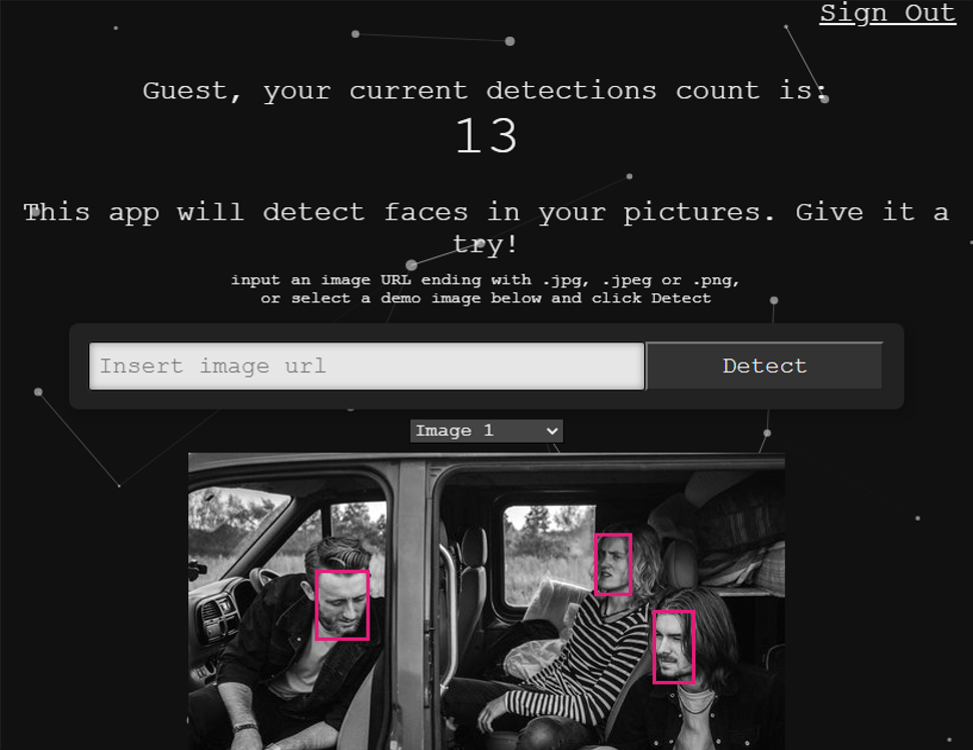 Sign Out
Guest, your current detections count is:
13
This app will detect faces in your pictures. Give it a
try!
input an image URL ending with .jpg, .jpeg or .png,
or select a demo image below and click Detect
Insert image url
Detect
Image 1